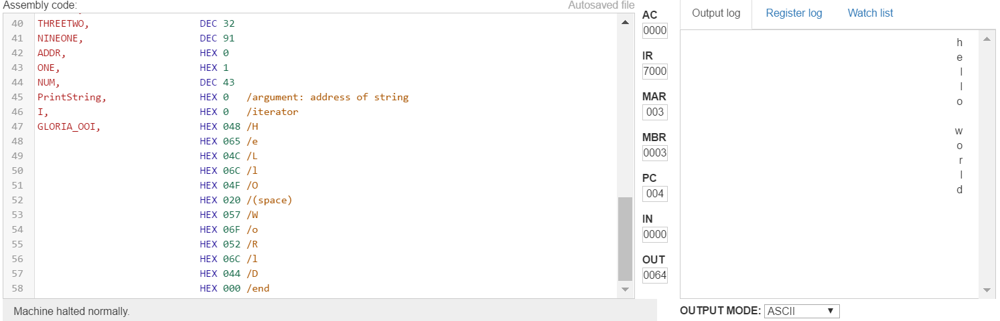 Assembly code:
Autosaved file
40 THREETWO, DEC 32
41 NINEONE, DEC 91
42 ADDR, HEX 0
43 ONE, HEX 1
44 NUM, DEC 43
45 PrintString, HEX 0 /argument: address of string
46 I, HEX 0 /iterator
47 GLORIA_OOI, HEX 048 /H
48 HEX 065 /e
49 HEX 04C /L
50 HEX 06C /l
51 HEX 04F /O
52 HEX 020 /(space)
53 HEX 057 /W
54 HEX 06F /o
55 HEX 052 /R
56 HEX 06C /l
57 HEX 044 /D
58 HEX 000 /end
Machine halted normally.
AC
0000
IR
7000
MAR
003
MBR
0003
PC
004
IN
0000
OUT
0064
Output log Register log Watch list
h
e
l
l
o
w
o
r
l
d
OUTPUT MODE: ASCII